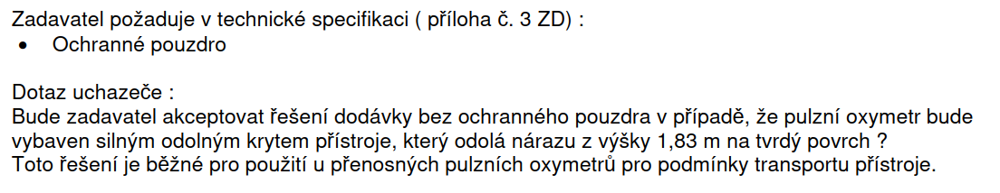 Zadavatel požaduje v technické specifikaci ( příloha č. 3 ZD) :
• Ochranné pouzdro
Dotaz uchazeče :
Bude zadavatel akceptovat řešení dodávky bez ochranného pouzdra v případě, že pulzní oxymetr bude
vybaven silným odolným krytem přístroje, který odolá nárazu z výšky 1,83 m na tvrdý povrch ?
Toto řešení je běžné pro použití u přenosných pulzních oxymetrů pro podmínky transportu přístroje.